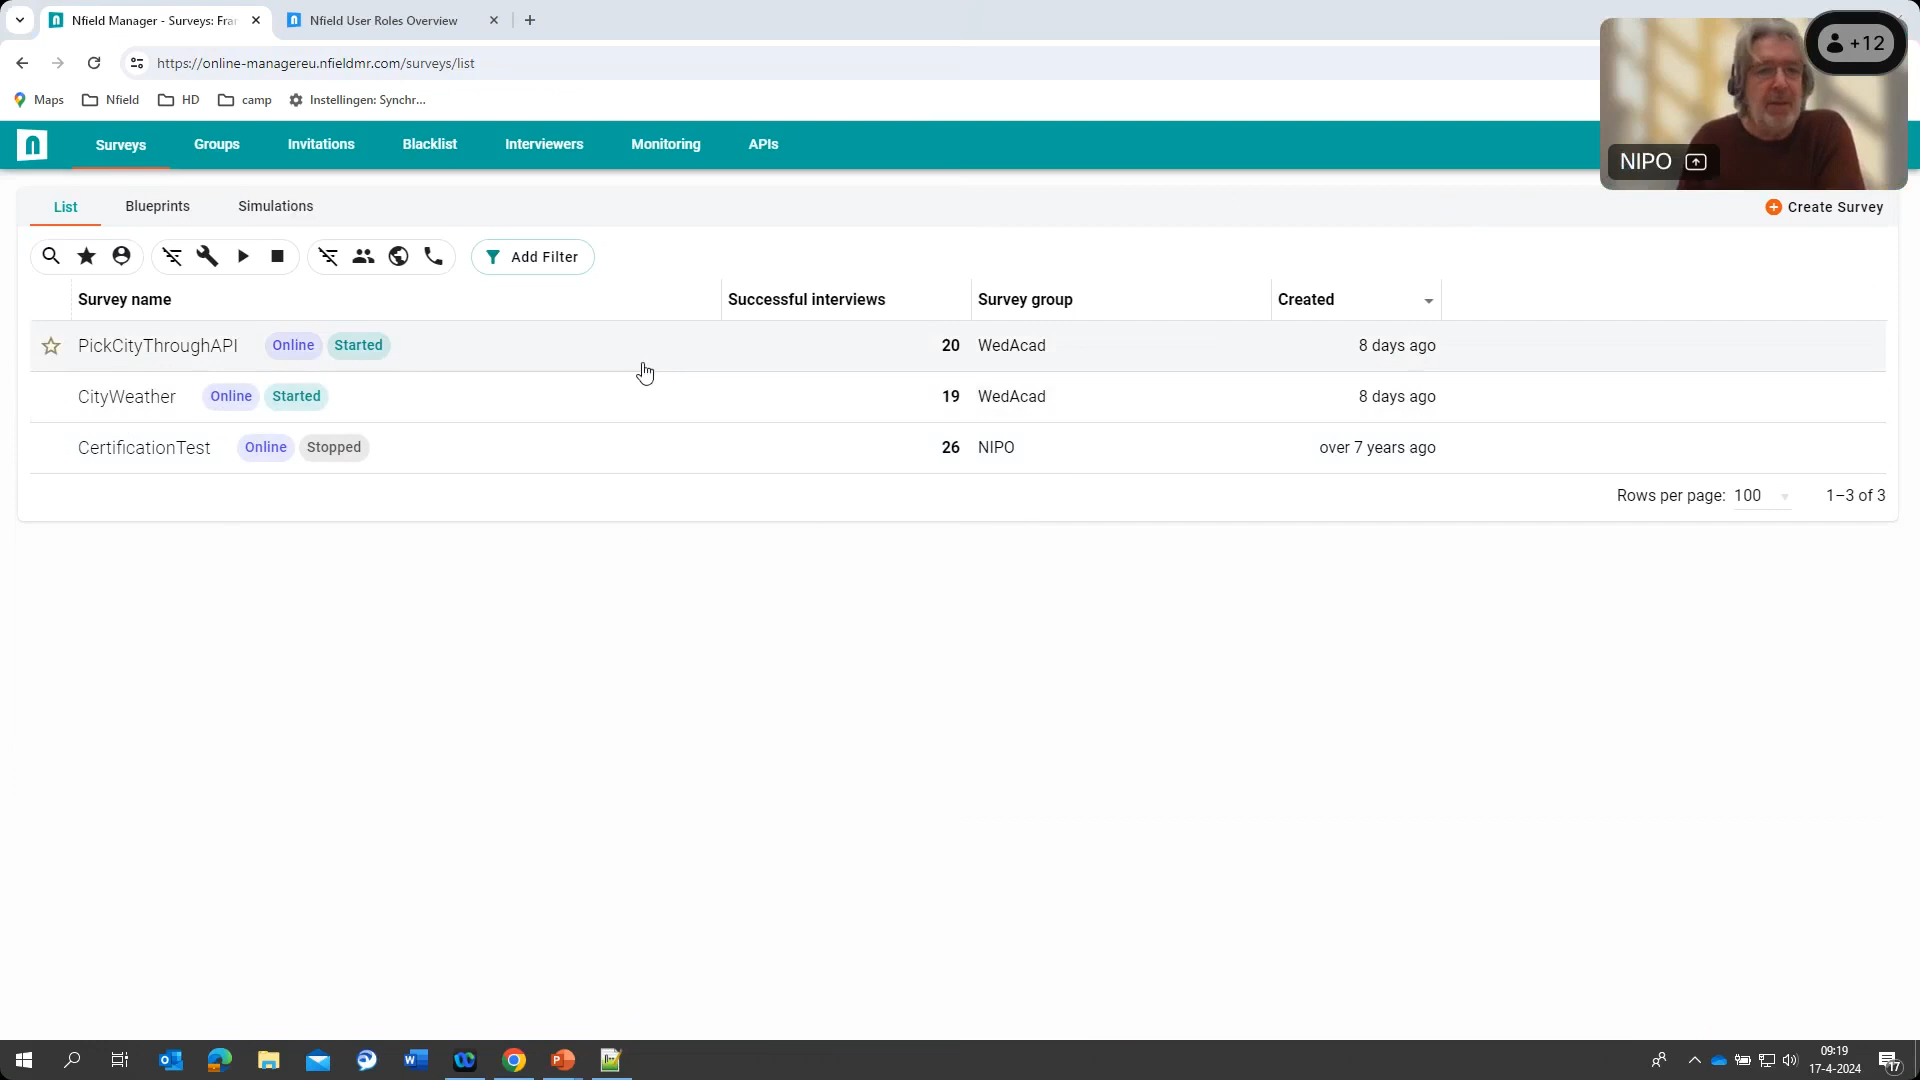 Nfield Manager - Surveys: Fra
Nfield User Roles Overview
+12
https://online-managereu.nfieldmr.com/surveys/list
Maps
Nfield
HD
camp
Instellingen: Synchr...
Surveys
Groups
Invitations
Blacklist
Interviewers
Monitoring
APIs
NIPO
List
Blueprints
Simulations
Create Survey
Add Filter
Survey name
Successful interviews
Survey group
Created
PickCityThroughAPI Online Started 20 WedAcad 8 days ago
CityWeather Online Started 19 WedAcad 8 days ago
CertificationTest Online Stopped 26 NIPO over 7 years ago
Rows per page: 100 1–3 of 3
09:19
17-4-2024
17